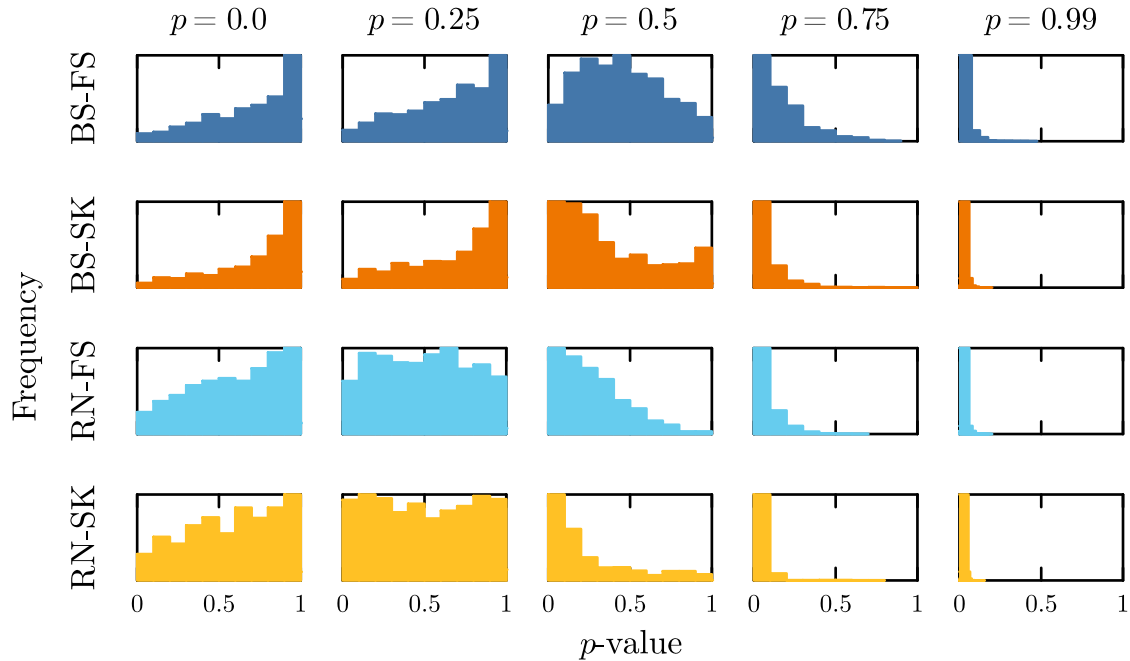 p = 0.0 p = 0.25 p = 0.5 p = 0.75 p = 0.99
BS-FS
BS-SK
RN-FS
RN-SK
Frequency
0 0.5 1 0 0.5 1 0 0.5 1 0 0.5 1 0 0.5 1
p-value